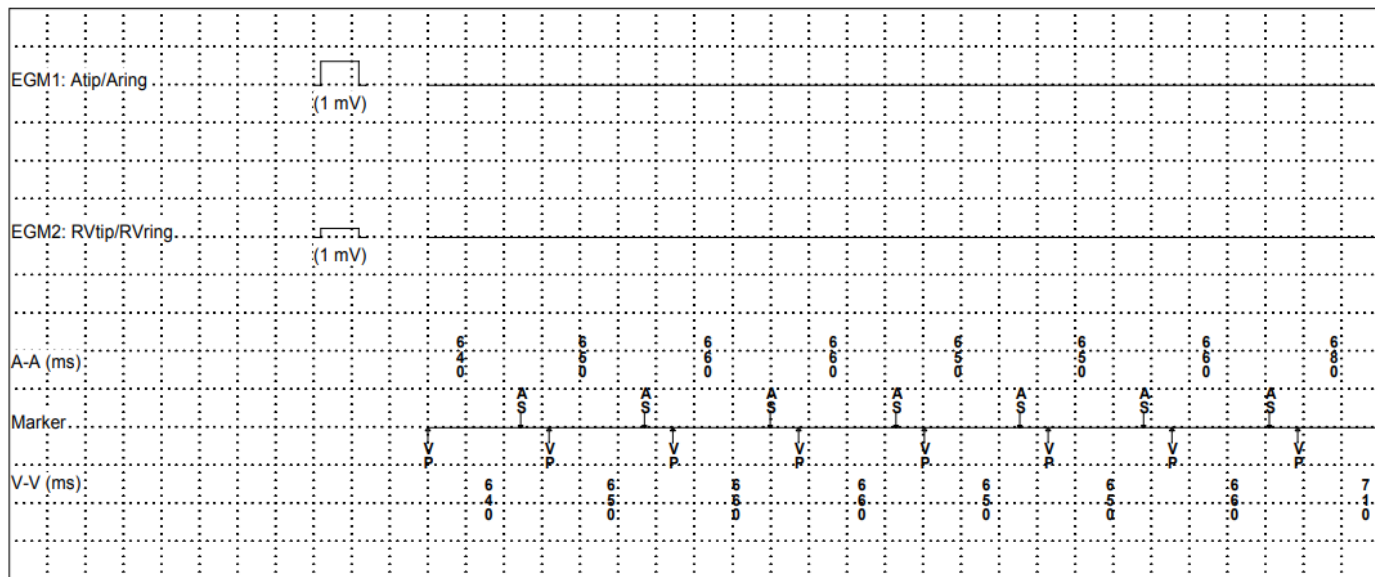 EGM1: Atip/Aring
(1 mV)
EGM2: RVtip/RVring
(1 mV)
A-A (ms)
640 660 660 660 650 650 660 680
Marker
AS AS AS AS AS AS AS
VP VP VP VP VP VP VP VP
V-V (ms)
640 650 660 660 650 650 660 710